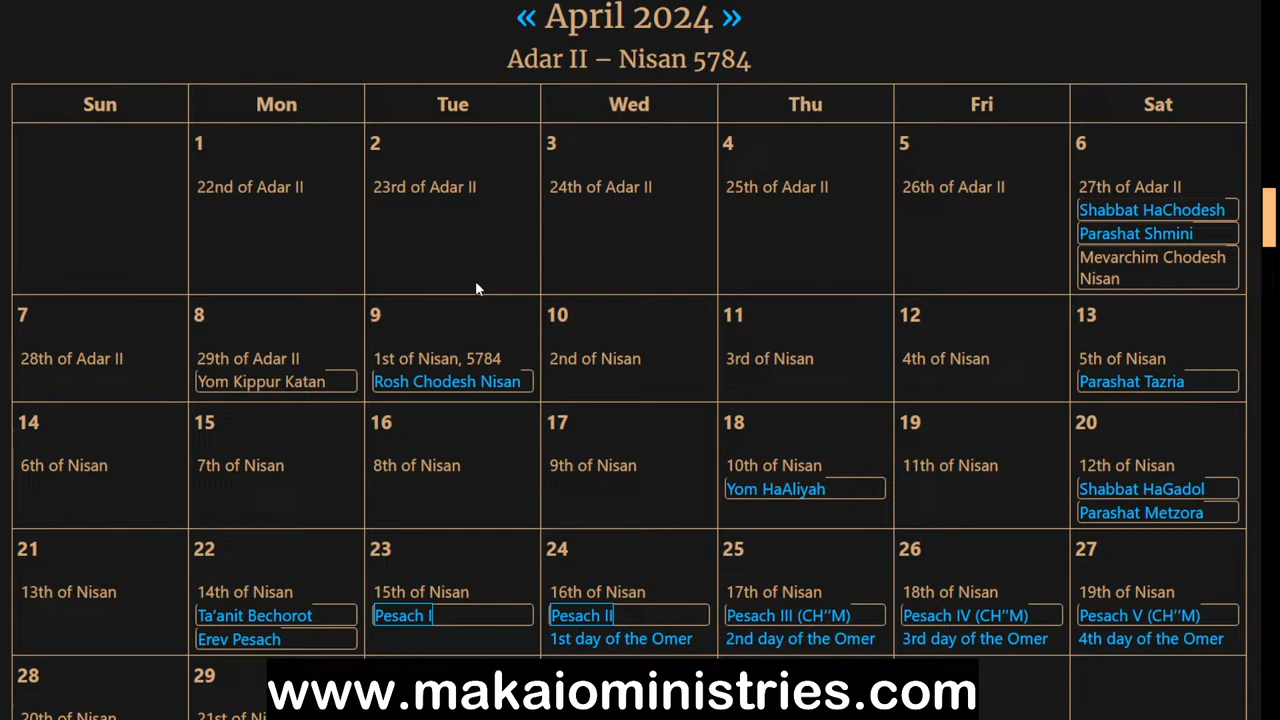 « April 2024 »
Adar II – Nisan 5784
Sun Mon Tue Wed Thu Fri Sat
1 2 3 4 5 6
22nd of Adar II 23rd of Adar II 24th of Adar II 25th of Adar II 26th of Adar II 27th of Adar II
Shabbat HaChodesh
Parashat Shmini
Mevarchim Chodesh
Nisan
7 8 9 10 11 12 13
28th of Adar II 29th of Adar II 1st of Nisan, 5784 2nd of Nisan 3rd of Nisan 4th of Nisan 5th of Nisan
Yom Kippur Katan Rosh Chodesh Nisan Parashat Tazria
14 15 16 17 18 19 20
6th of Nisan 7th of Nisan 8th of Nisan 9th of Nisan 10th of Nisan 11th of Nisan 12th of Nisan
Yom HaAliyah Shabbat HaGadol
Parashat Metzora
21 22 23 24 25 26 27
13th of Nisan 14th of Nisan 15th of Nisan 16th of Nisan 17th of Nisan 18th of Nisan 19th of Nisan
Ta'anit Bechorot Pesach I Pesach II Pesach III (CH''M) Pesach IV (CH''M) Pesach V (CH''M)
Erev Pesach 1st day of the Omer 2nd day of the Omer 3rd day of the Omer 4th day of the Omer
28 29
www.makaioministries.com
20th of Nisan 21st of